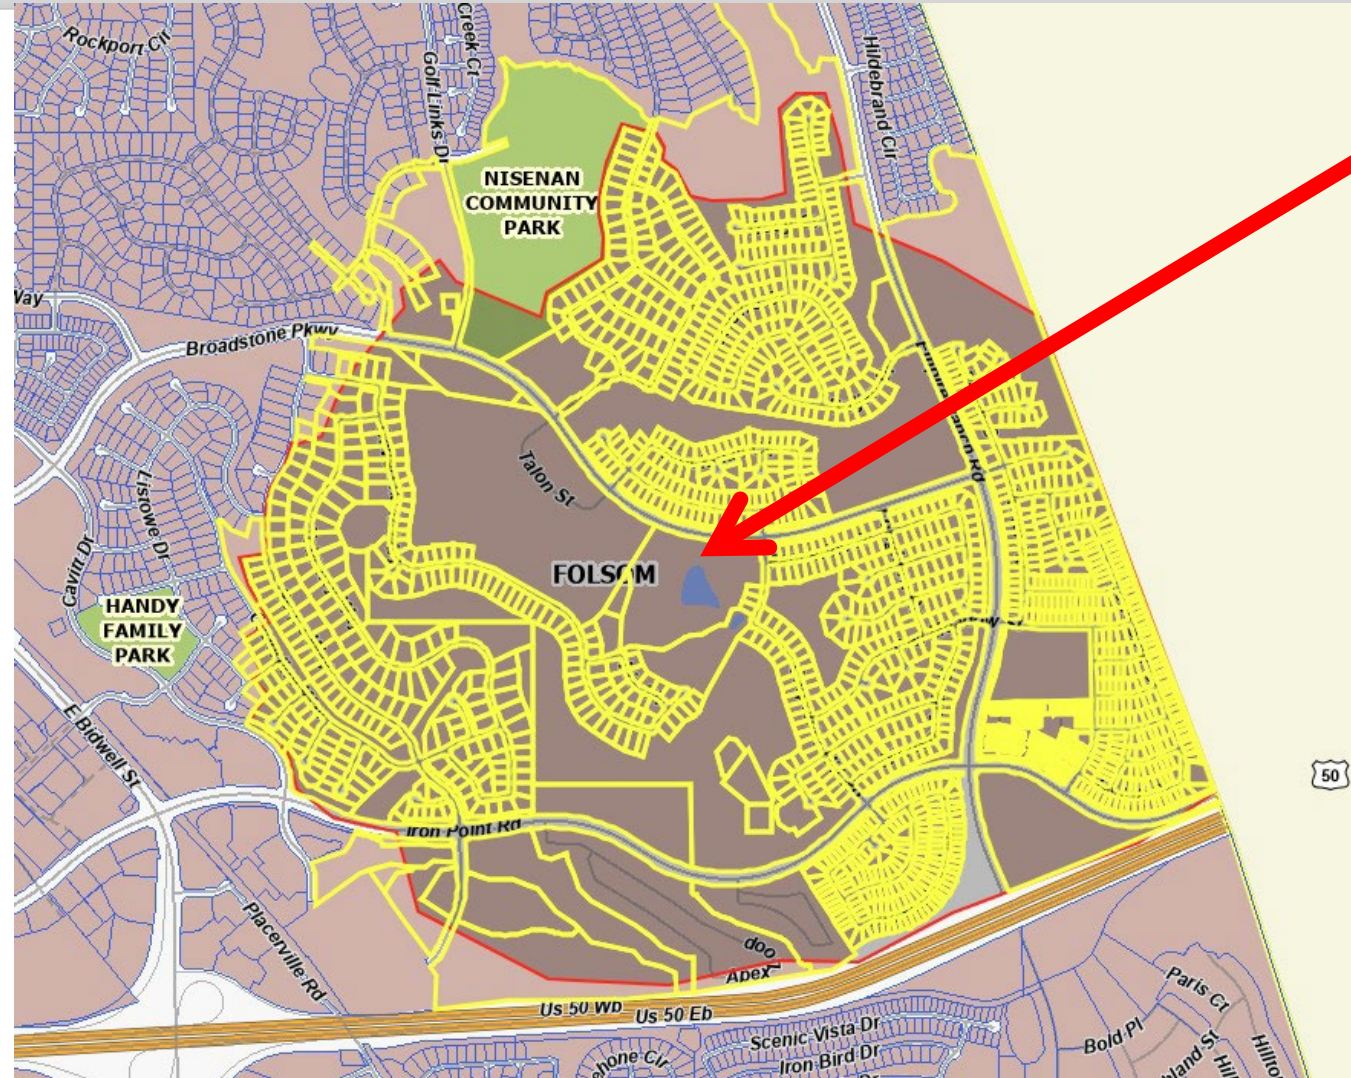 Rockport Cir
Creek Ct
Golf Links Dr
Hildebrand Cir
NISENAN
COMMUNITY
PARK
Way
Broadstone Pkwy
Talon St
Listowe Dr
Cavitt Dr
FOLSOM
HANDY
FAMILY
PARK
E Bidwell St
50
Iron Point Rd
Placerville Rd
Loop
Apex
Us 50 Wb
Us 50 Eb
Scenic Vista Dr
Iron Bird Dr
Paris Ct
Bold Pl